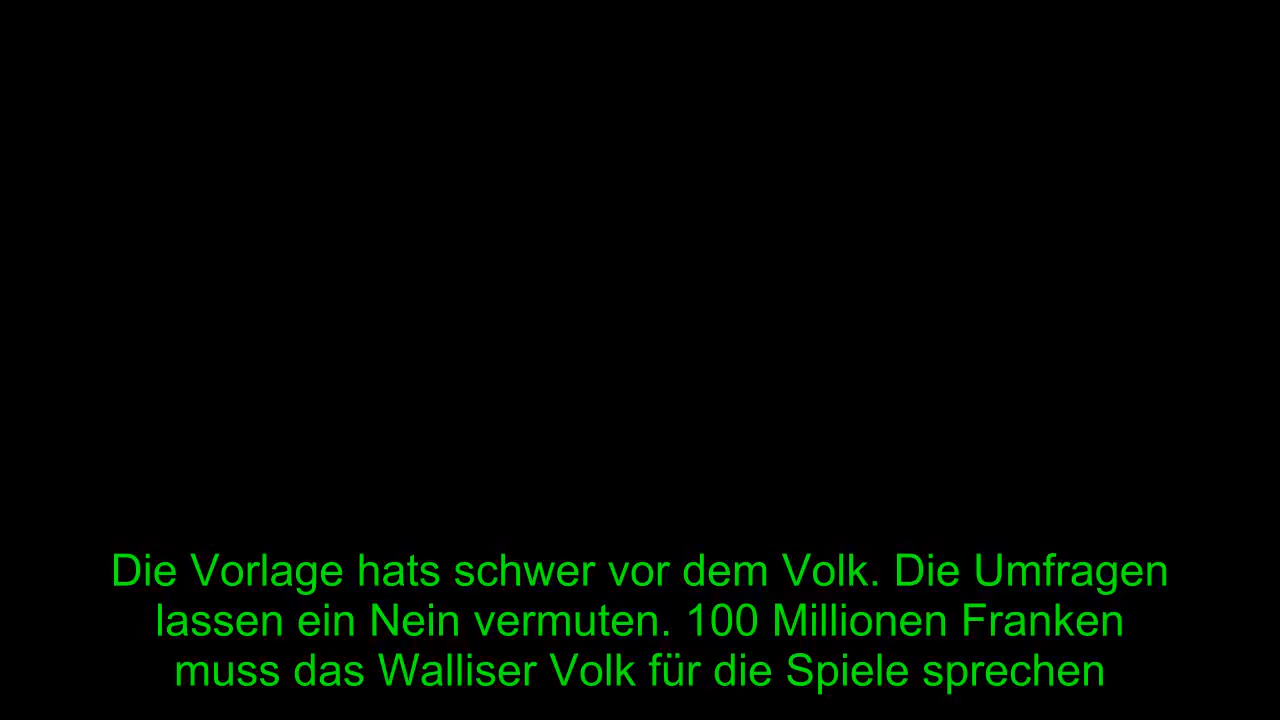 Die Vorlage hats schwer vor dem Volk. Die Umfragen
lassen ein Nein vermuten. 100 Millionen Franken
muss das Walliser Volk für die Spiele sprechen